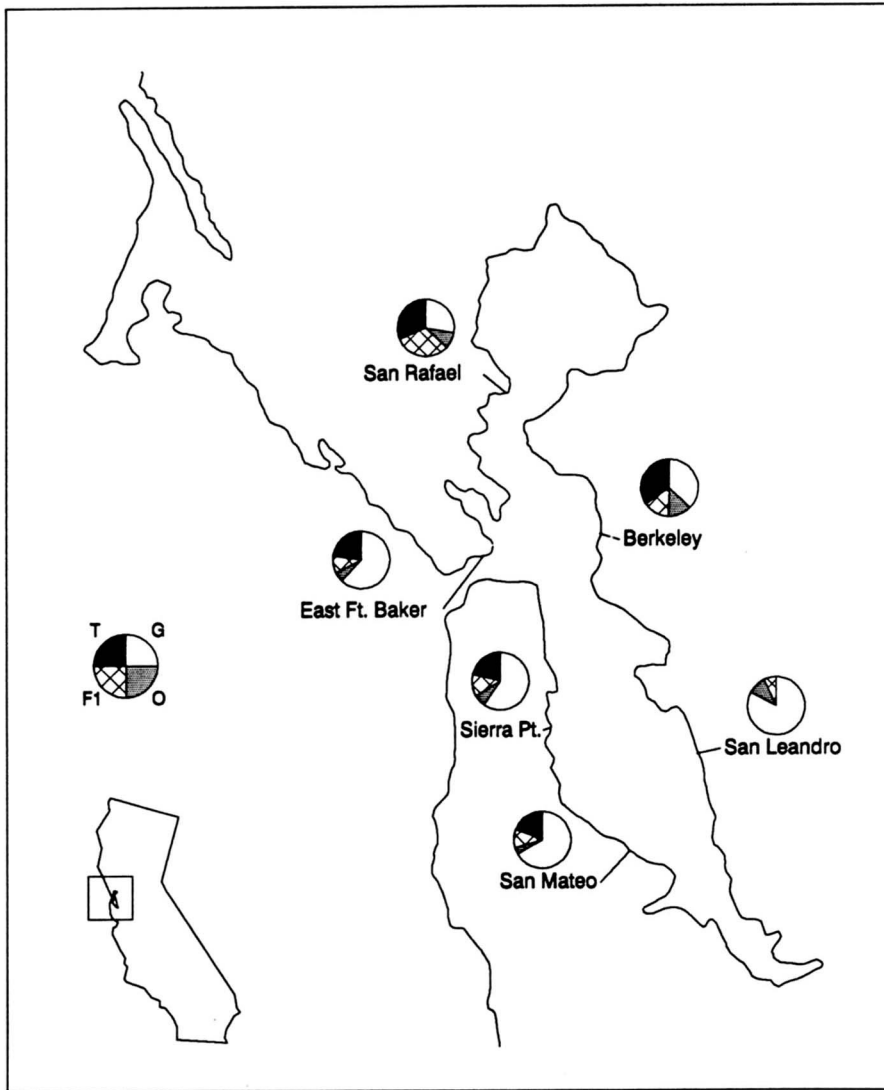 San Rafael
Berkeley
East Ft. Baker
T G
F1 O
Sierra Pt.
San Leandro
San Mateo